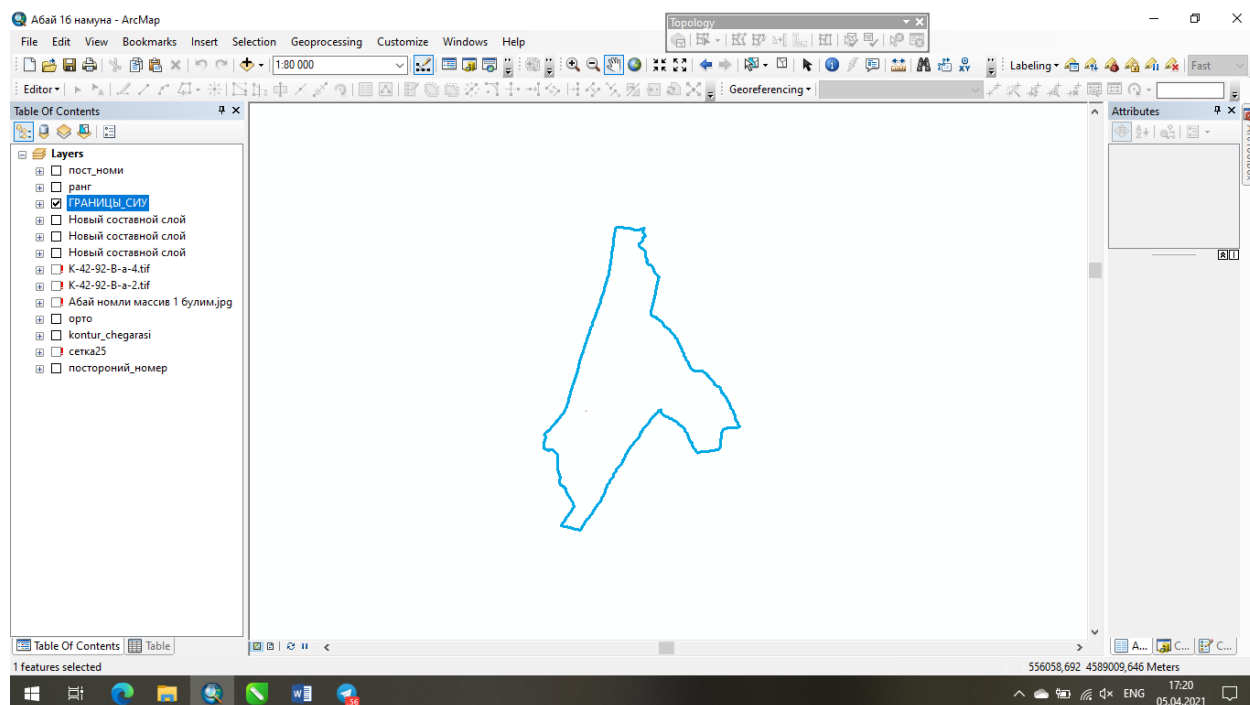 Абай 16 намуна - ArcMap
Topology
File Edit View Bookmarks Insert Selection Geoprocessing Customize Windows Help
1:80 000
Labeling
Fast
Editor
Georeferencing
Table Of Contents
Attributes
Layers
пост_номи
ранг
ГРАНИЦЫ_СИУ
Новый составной слой
Новый составной слой
Новый составной слой
K-42-92-B-a-4.tif
K-42-92-B-a-2.tif
Абай номли массив 1 булим.jpg
орто
kontur_chegarasi
сетка25
постороний_номер
Table Of Contents Table
A... C... C...
1 features selected
556058,692 4589009,646 Meters
56
ENG
17:20
05.04.2021